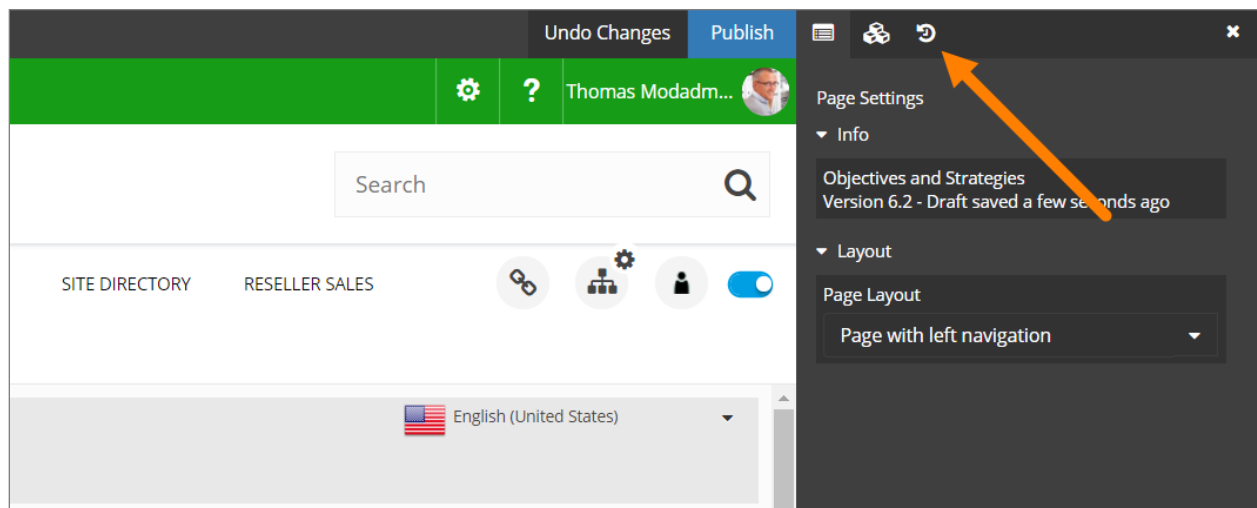 Undo Changes
Publish
? Thomas Modadm...
Page Settings
Info
Search
Objectives and Strategies
Version 6.2 - Draft saved a few seconds ago
Layout
SITE DIRECTORY
RESELLER SALES
Page Layout
Page with left navigation
English (United States)